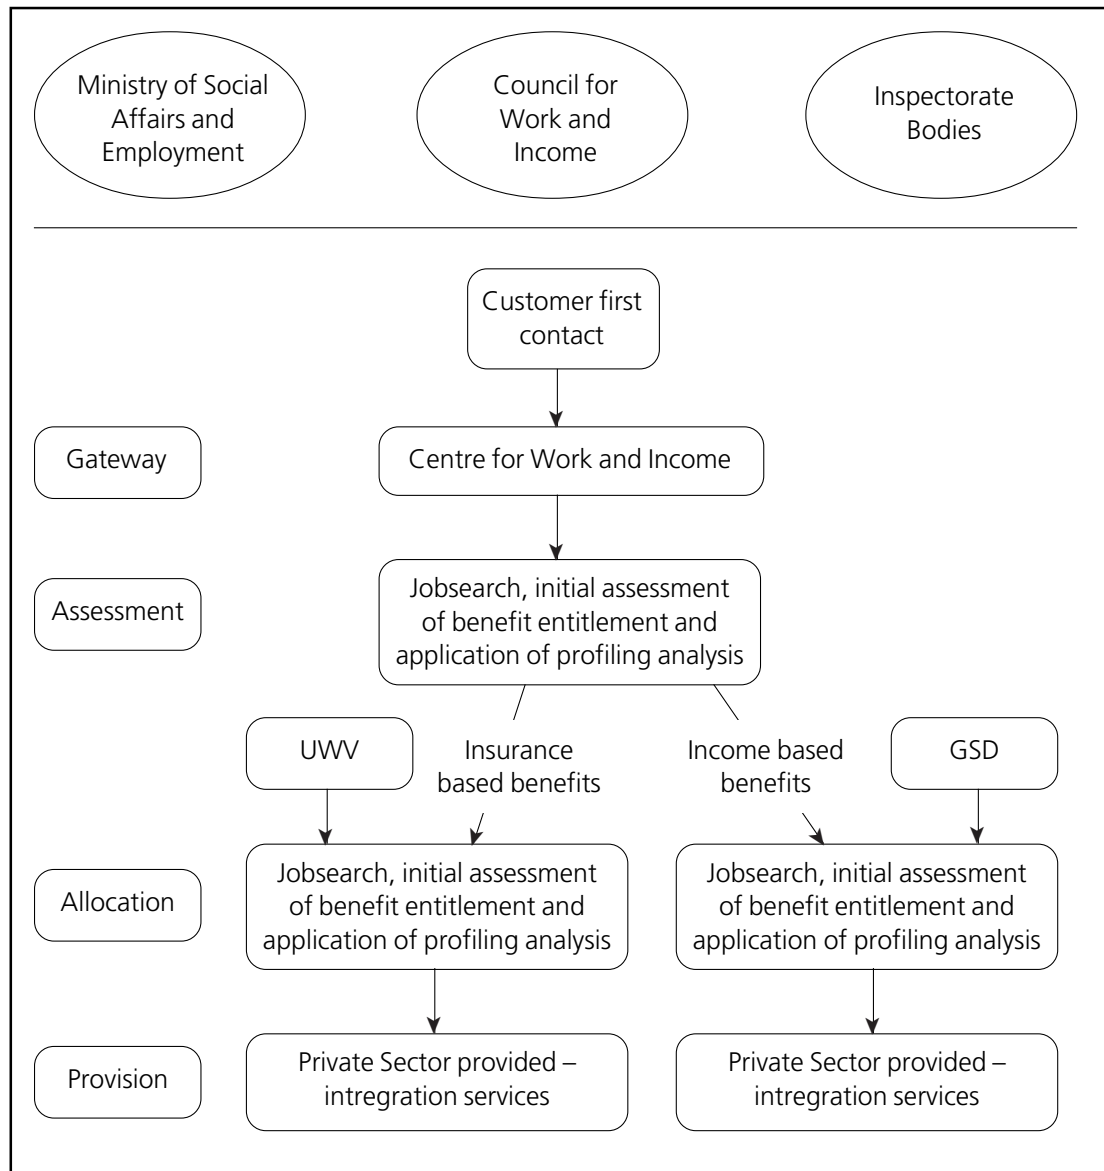 Ministry of Social
Affairs and
Employment
Council for
Work and
Income
Inspectorate
Bodies
Customer first
contact
Gateway
Centre for Work and Income
Assessment
Jobsearch, initial assessment
of benefit entitlement and
application of profiling analysis
UWV
Insurance
based benefits
Income based
benefits
GSD
Allocation
Jobsearch, initial assessment
of benefit entitlement and
application of profiling analysis
Jobsearch, initial assessment
of benefit entitlement and
application of profiling analysis
Provision
Private Sector provided –
intregration services
Private Sector provided –
intregration services